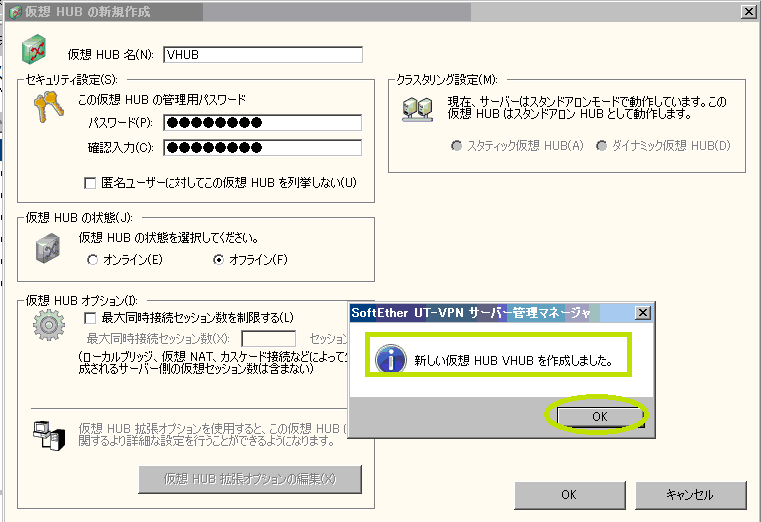 仮想 HUB の新規作成
仮想 HUB 名(N): VHUB
セキュリティ設定(S):
この仮想 HUB の管理用パスワード
パスワード(P): ●●●●●●●●
確認入力(C): ●●●●●●●●
匿名ユーザーに対してこの仮想 HUB を列挙しない(U)
クラスタリング設定(M):
現在、サーバーはスタンドアロンモードで動作しています。この
仮想 HUB はスタンドアロン HUB として動作します。
スタティック仮想 HUB(A) ダイナミック仮想 HUB(D)
仮想 HUB の状態(J):
仮想 HUB の状態を選択してください。
オンライン(E) オフライン(F)
仮想 HUB オプション(I):
最大同時接続セッション数を制限する(L)
最大同時接続セッション数(X): セッショ
(ローカルブリッジ、仮想 NAT、カスケード接続などによって
成されるサーバー側の仮想セッション数は含まない)
仮想 HUB 拡張オプションを使用すると、この仮想 HUB
関するより詳細な設定を行うことができるようになります。
仮想 HUB 拡張オプションの編集(X)
SoftEther UT-VPN サーバー管理マネージャ
新しい仮想 HUB VHUB を作成しました。
OK
OK キャンセル